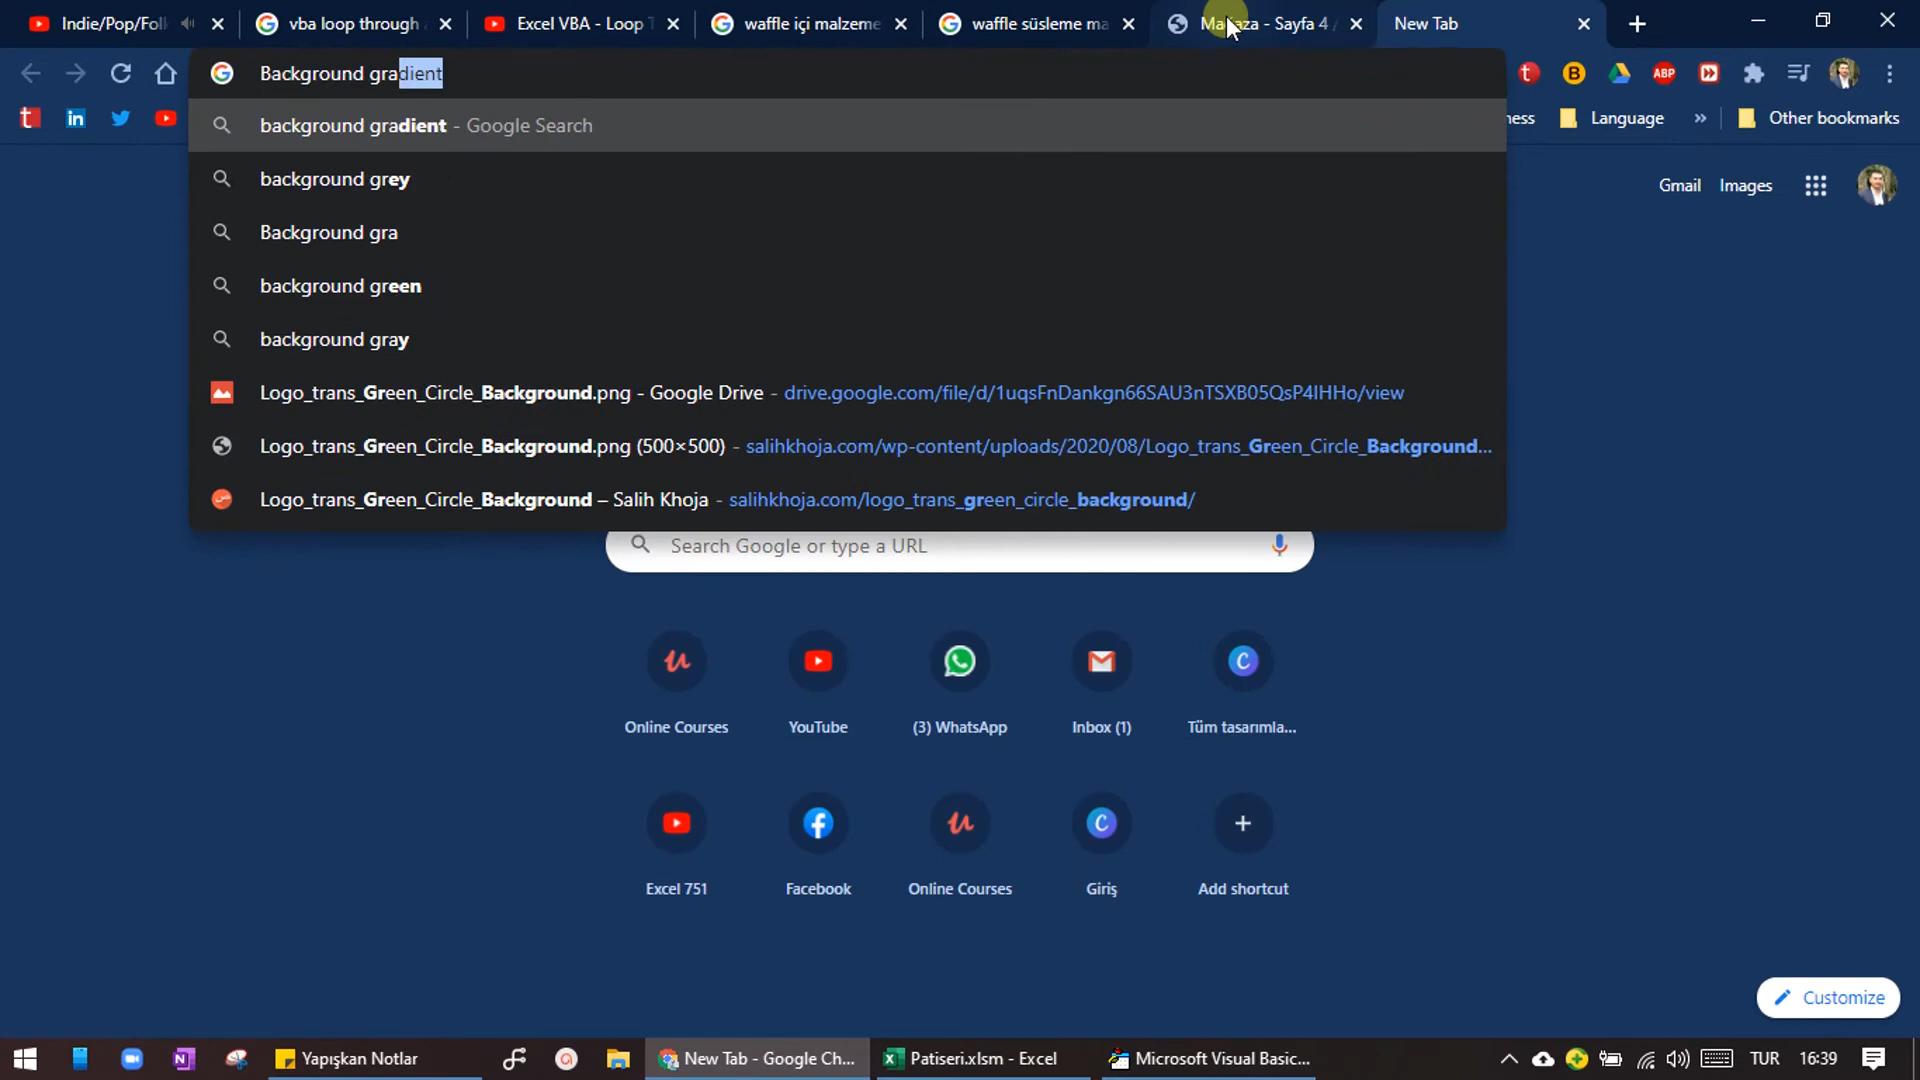 Indie/Pop/Fol
vba loop through
Excel VBA - Loop T
waffle içi malzeme
waffle süsleme ma
Mağaza - Sayfa 4 /
New Tab
Background gradient
background gradient - Google Search
background grey
Background gra
background green
background gray
Logo_trans_Green_Circle_Background.png - Google Drive - drive.google.com/file/d/1uqsFnDankgn66SAU3nTSXB05QsP4IHHo/view
Logo_trans_Green_Circle_Background.png (500×500) - salihkhoja.com/wp-content/uploads/2020/08/Logo_trans_Green_Circle_Background...
Logo_trans_Green_Circle_Background – Salih Khoja - salihkhoja.com/logo_trans_green_circle_background/
ABP
ness
Language
»
Other bookmarks
Gmail
Images
Search Google or type a URL
Online Courses
YouTube
(3) WhatsApp
Inbox (1)
Tüm tasarımla...
Excel 751
Facebook
Online Courses
Giriş
Add shortcut
Customize
Yapışkan Notlar
New Tab - Google Ch...
Patiseri.xlsm - Excel
Microsoft Visual Basic...
TUR
16:39